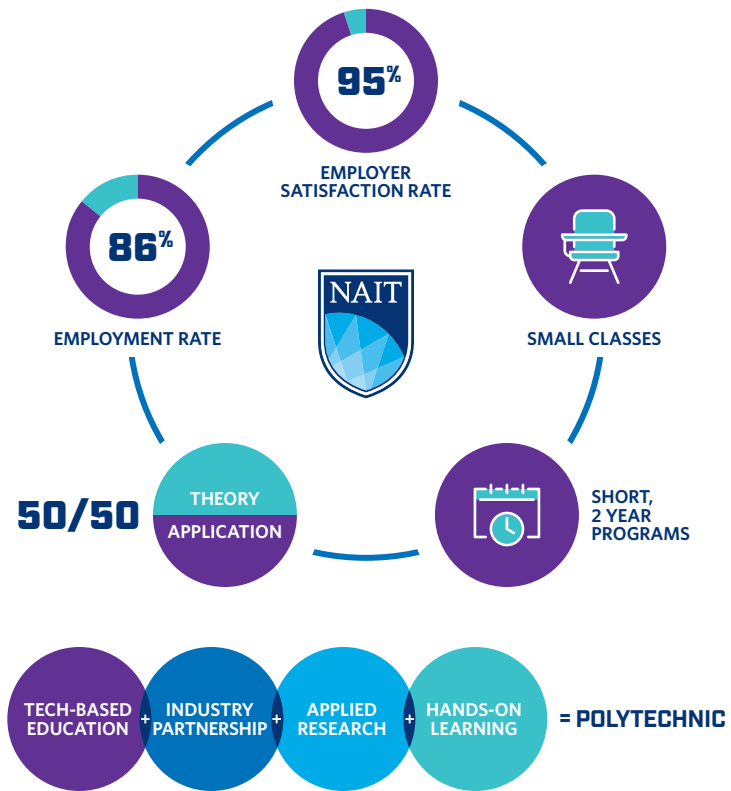 95%
EMPLOYER
SATISFACTION RATE
86%
EMPLOYMENT RATE
NAIT
SMALL CLASSES
50/50
THEORY
APPLICATION
SHORT,
2 YEAR
PROGRAMS
TECH-BASED
EDUCATION
+
INDUSTRY
PARTNERSHIP
+
APPLIED
RESEARCH
+
HANDS-ON
LEARNING
= POLYTECHNIC